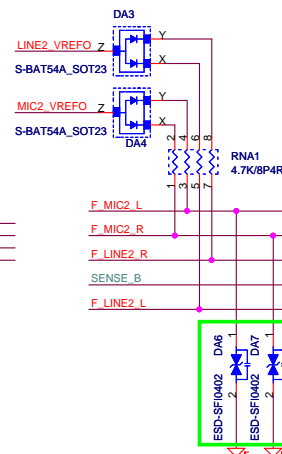 DA3
LINE2_VREFO Z Y
X
S-BAT54A_SOT23
MIC2_VREFO Z Y
X
S-BAT54A_SOT23
DA4
2 4 6 8
RNA1
4.7K/8P4R
1 3 5 7
F_MIC2_L
F_MIC2_R
F_LINE2_R
SENSE_B
F_LINE2_L
1 DA6
2 ESD-SFI0402
1 DA7
2 ESD-SFI0402